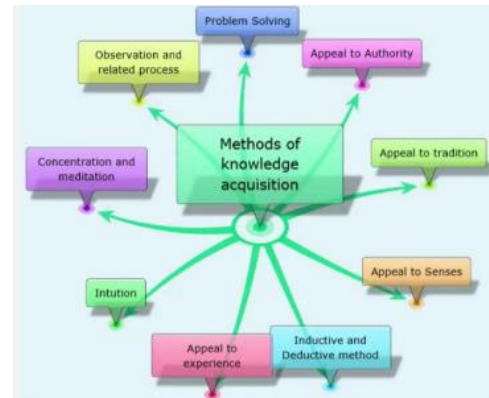 Problem Solving
Observation and
related process
Appeal to Authority
Methods of
knowledge
acquisition
Concentration and
meditation
Appeal to tradition
Intution
Appeal to Senses
Appeal to
experience
Inductive and
Deductive method